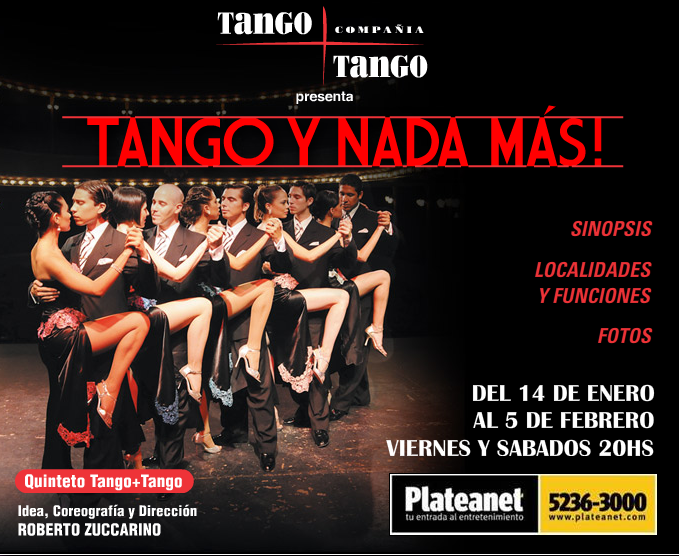 TANGO
COMPAÑIA
TANGO
presenta
TANGO Y NADA MÁS!
SINOPSIS
LOCALIDADES
Y FUNCIONES
FOTOS
DEL 14 DE ENERO
AL 5 DE FEBRERO
VIERNES Y SABADOS 20HS
Quinteto Tango+Tango
Idea, Coreografía y Dirección
ROBERTO ZUCCARINO
Plateanet
tu entrada al entretenimiento
5236-3000
www.plateanet.com